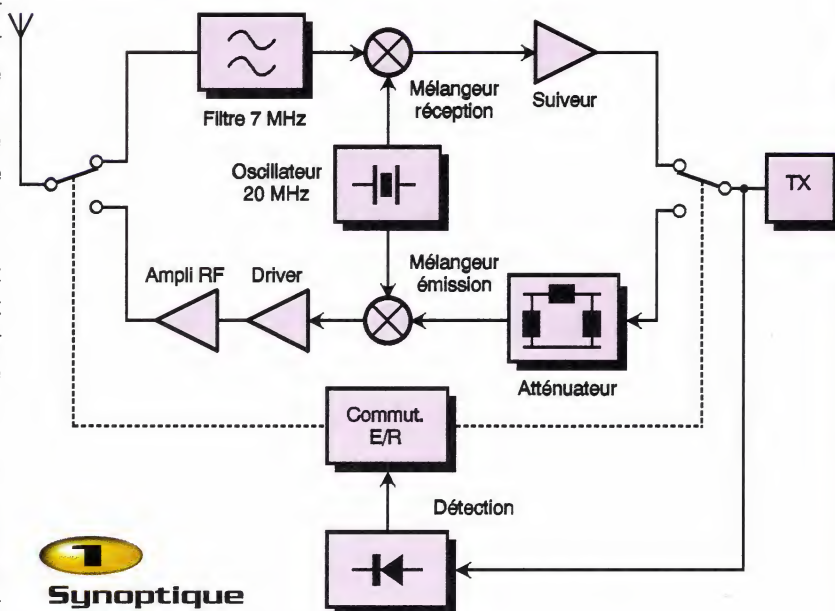 Filtre 7 MHz
Mélangeur
réception
Suiveur
TX
Oscillateur
20 MHz
Mélangeur
émission
Ampli RF
Driver
Atténuateur
Commut.
E/R
Détection
1
Synoptique